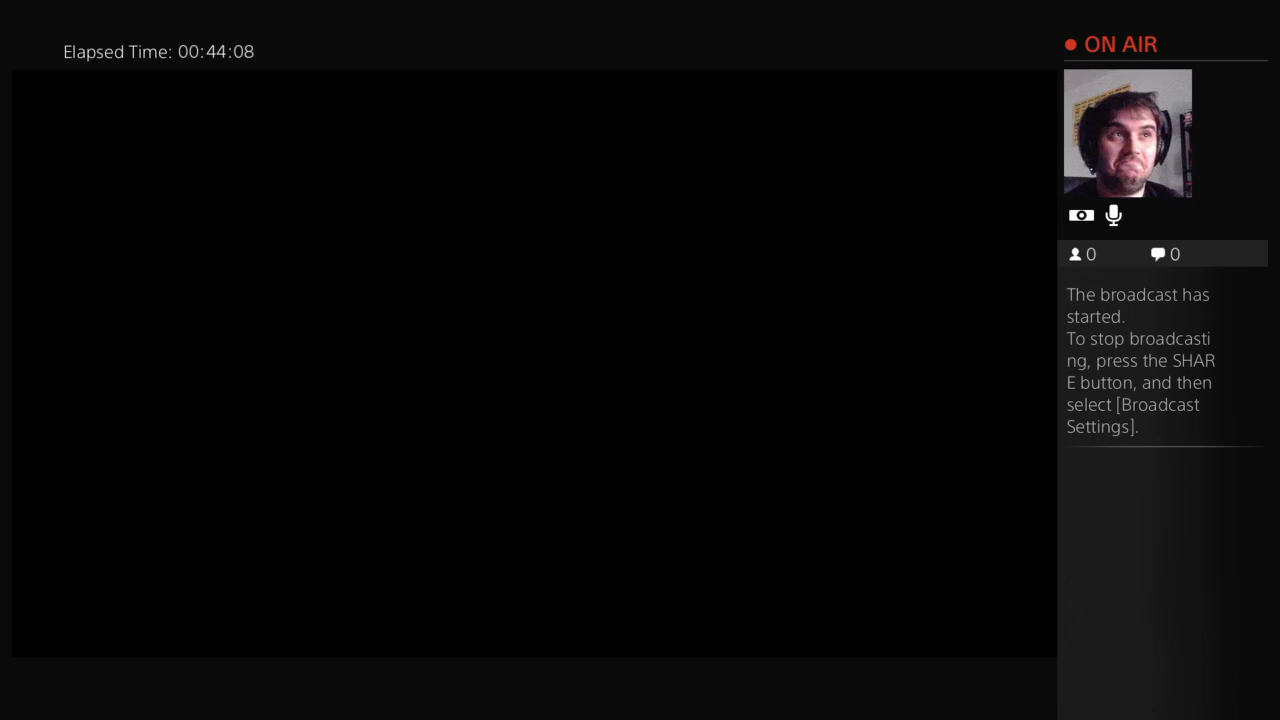 Elapsed Time: 00:44:08
ON AIR
0 0
The broadcast has
started.
To stop broadcasti
ng, press the SHAR
E button, and then
select [Broadcast
Settings].